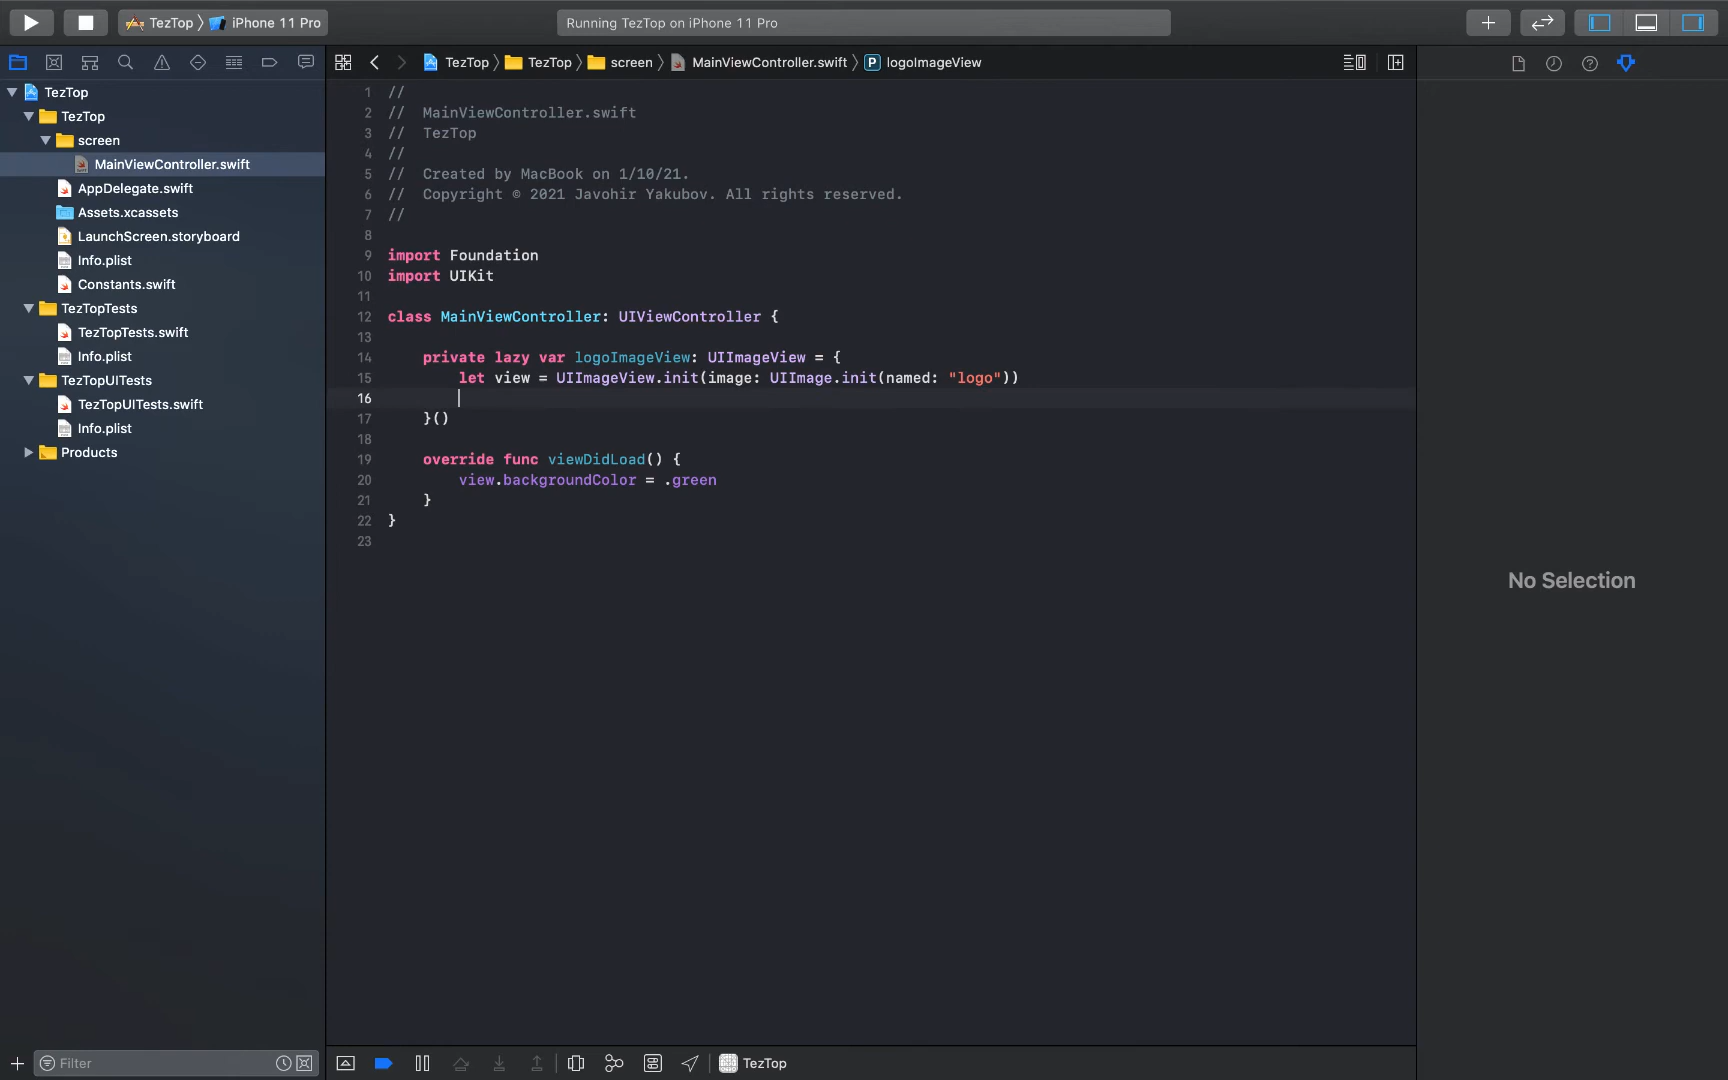 TezTop 〉 iPhone 11 Pro
Running TezTop on iPhone 11 Pro
TezTop 〉 TezTop 〉 screen 〉 MainViewController.swift 〉 P logoImageView
TezTop
TezTop
screen
MainViewController.swift
AppDelegate.swift
Assets.xcassets
LaunchScreen.storyboard
Info.plist
Constants.swift
TezTopTests
TezTopTests.swift
Info.plist
TezTopUITests
TezTopUITests.swift
Info.plist
Products
1 //
2 //  MainViewController.swift
3 //  TezTop
4 //
5 //  Created by MacBook on 1/10/21.
6 //  Copyright © 2021 Javohir Yakubov. All rights reserved.
7 //
8
9 import Foundation
10 import UIKit
11
12 class MainViewController: UIViewController {
13
14     private lazy var logoImageView: UIImageView = {
15         let view = UIImageView.init(image: UIImage.init(named: "logo"))
16
17     }()
18
19     override func viewDidLoad() {
20         view.backgroundColor = .green
21     }
22 }
23
No Selection
Filter
TezTop